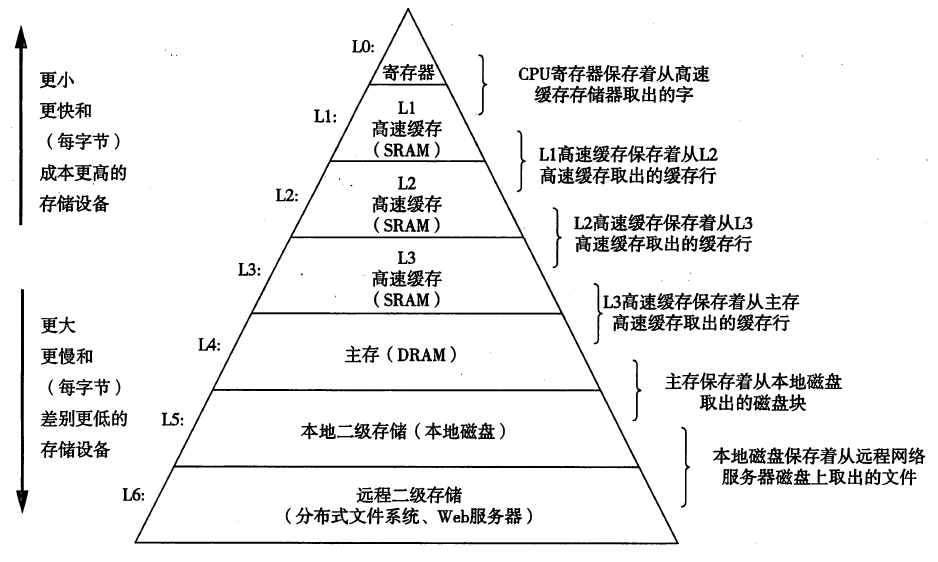 更小
更快和
（每字节）
成本更高的
存储设备
更大
更慢和
（每字节）
差别更低的
存储设备
L0:
寄存器
L1:
L1
高速缓存
（SRAM）
L2:
L2
高速缓存
（SRAM）
L3:
L3
高速缓存
（SRAM）
L4:
主存（DRAM）
L5:
本地二级存储（本地磁盘）
L6:
远程二级存储
（分布式文件系统、Web服务器）
CPU寄存器保存着从高速
缓存存储器取出的字
L1高速缓存保存着从L2
高速缓存取出的缓存行
L2高速缓存保存着从L3
高速缓存取出的缓存行
L3高速缓存保存着从主存
高速缓存取出的缓存行
主存保存着从本地磁盘
取出的磁盘块
本地磁盘保存着从远程网络
服务器磁盘上取出的文件